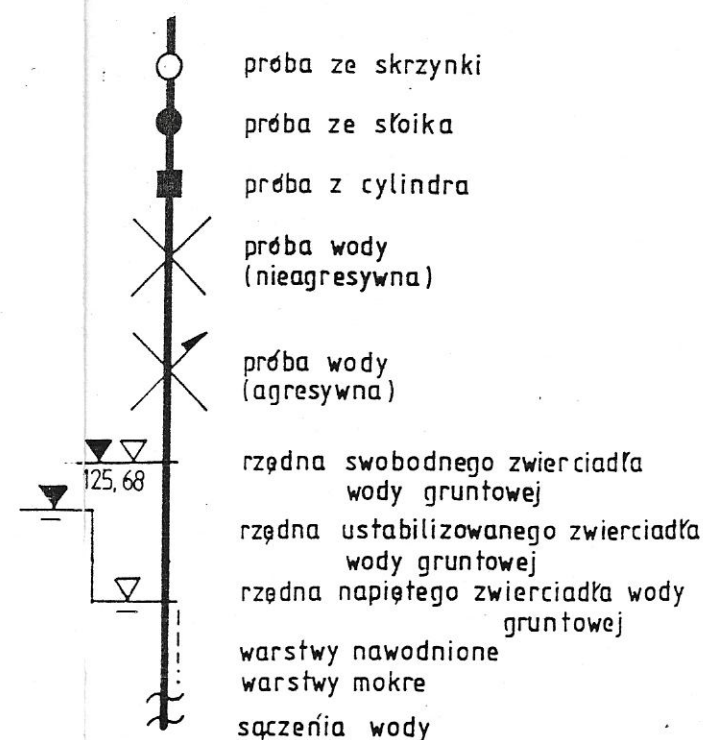 próba ze skrzynki
próba ze słoika
próba z cylindra
próba wody
(nieagresywna)
próba wody
(agresywna)
rzędna swobodnego zwierciadła
125,68
wody gruntowej
rzędna ustabilizowanego zwierciadła
wody gruntowej
rzędna napiętego zwierciadła wody
gruntowej
warstwy nawodnione
warstwy mokre
sączenia wody